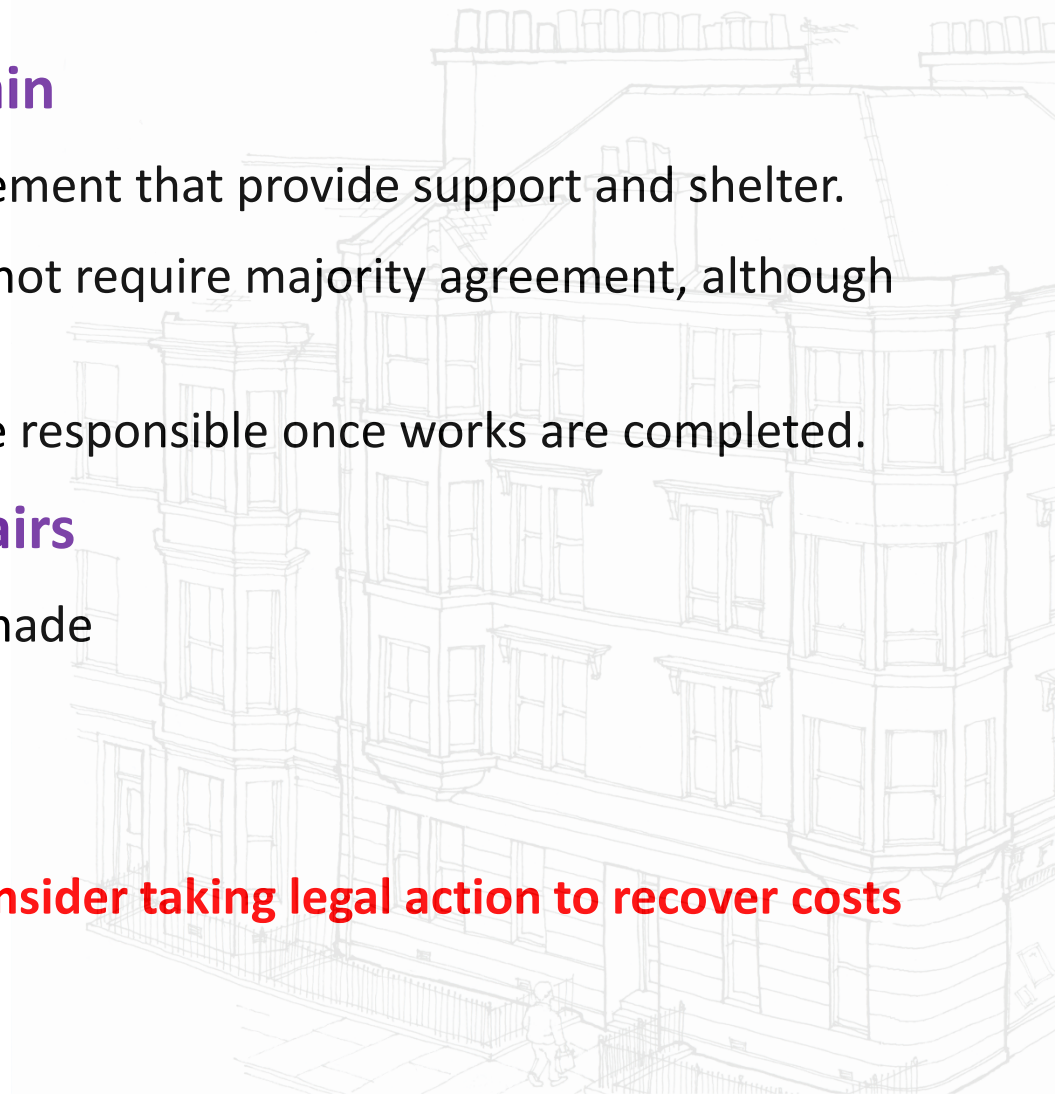 ain
ement that provide support and shelter.
not require majority agreement, although
e responsible once works are completed.
airs
made
nsider taking legal action to recover costs